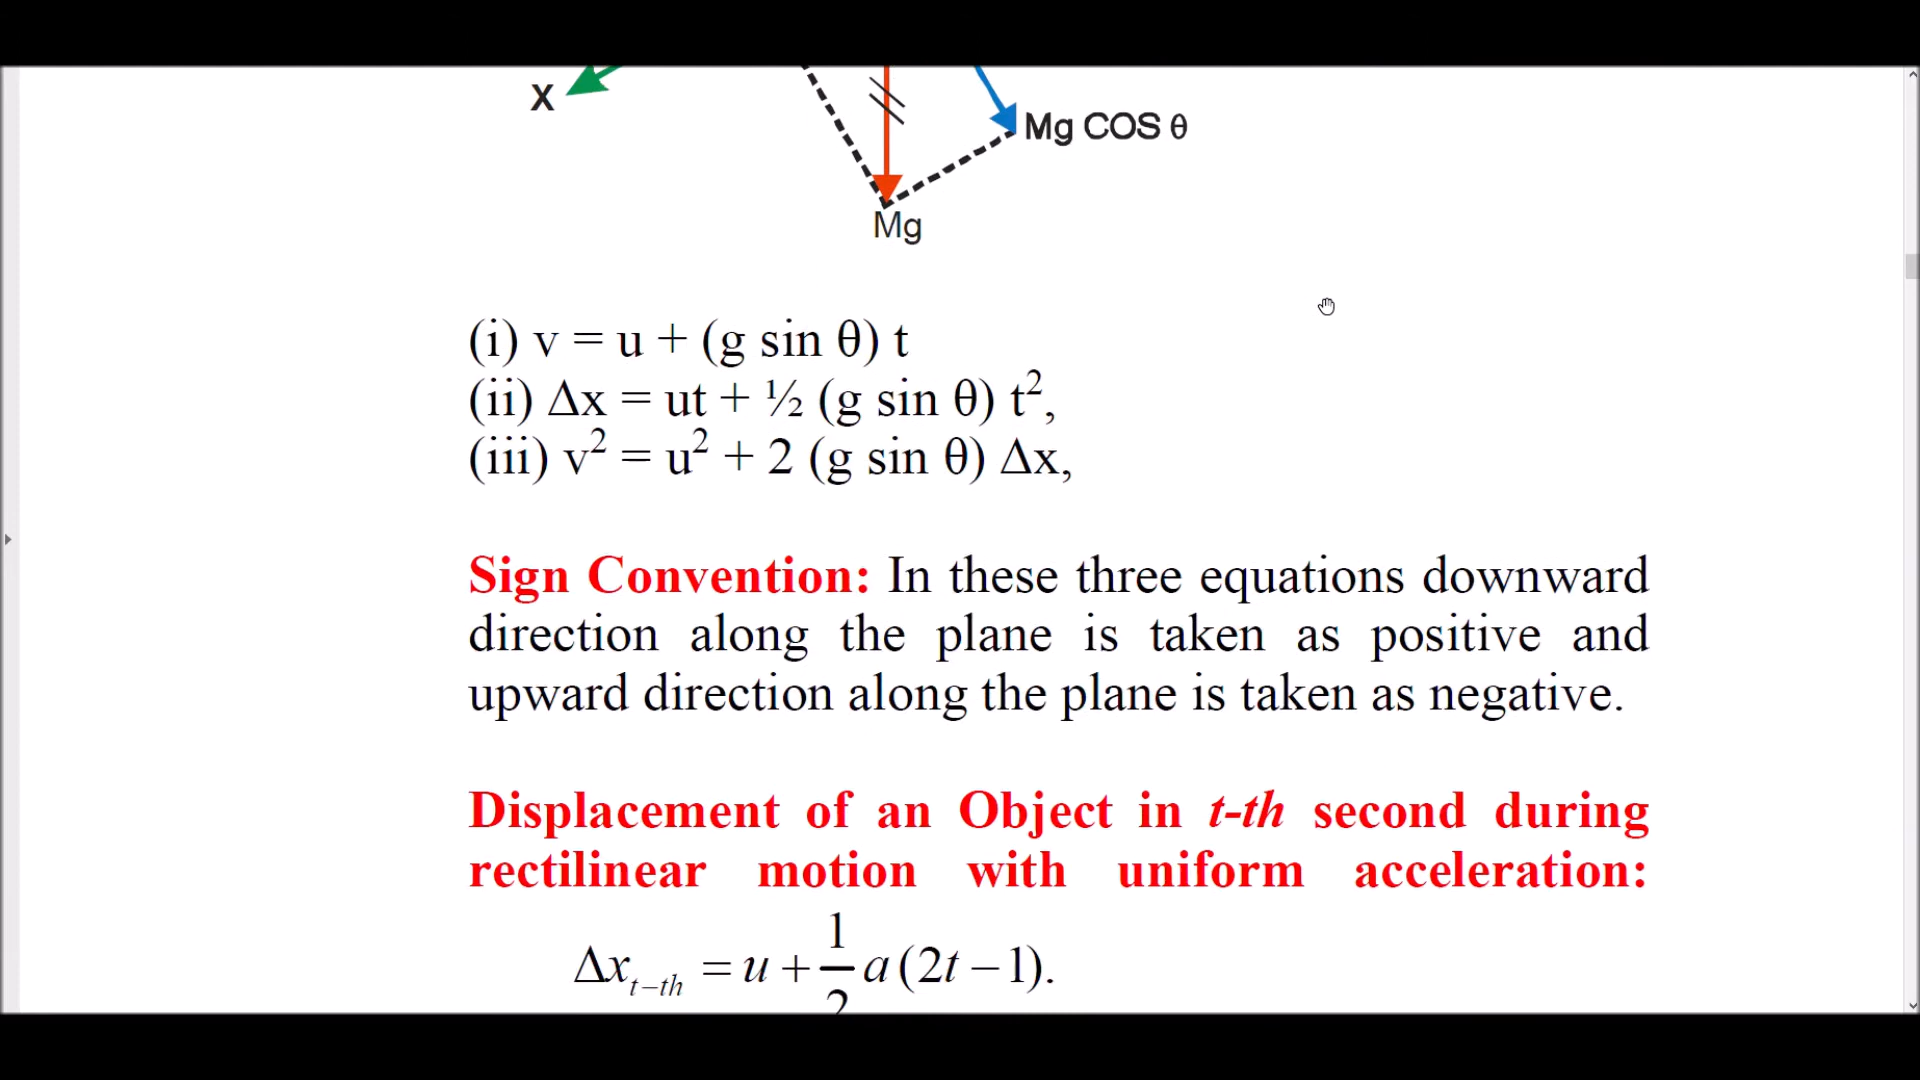 X
Mg COS θ
Mg
(i) v = u + (g sin θ) t
(ii) Δx = ut + ½ (g sin θ) t²,
(iii) v² = u² + 2 (g sin θ) Δx,
Sign Convention: In these three equations downward
direction along the plane is taken as positive and
upward direction along the plane is taken as negative.
Displacement of an Object in t-th second during
rectilinear motion with uniform acceleration:
Δxₜ₋ₜₕ = u + 1/2 a (2t − 1).